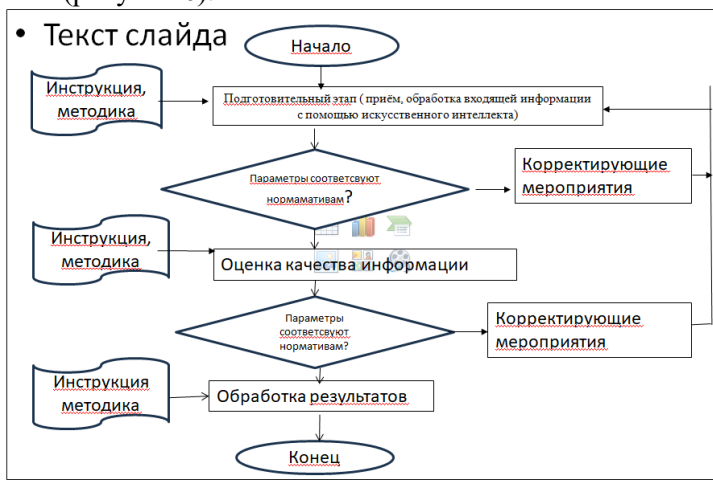 • Текст слайда
Начало
Инструкция,
методика
Подготовительный этап ( приём, обработка входящей информации
с помощью искусственного интеллекта)
Параметры соответсвуют
нормамативам?
Корректирующие
мероприятия
Инструкция,
методика
Оценка качества информации
Параметры
соответсвуют
нормативам?
Корректирующие
мероприятия
Инструкция
методика
Обработка результатов
Конец